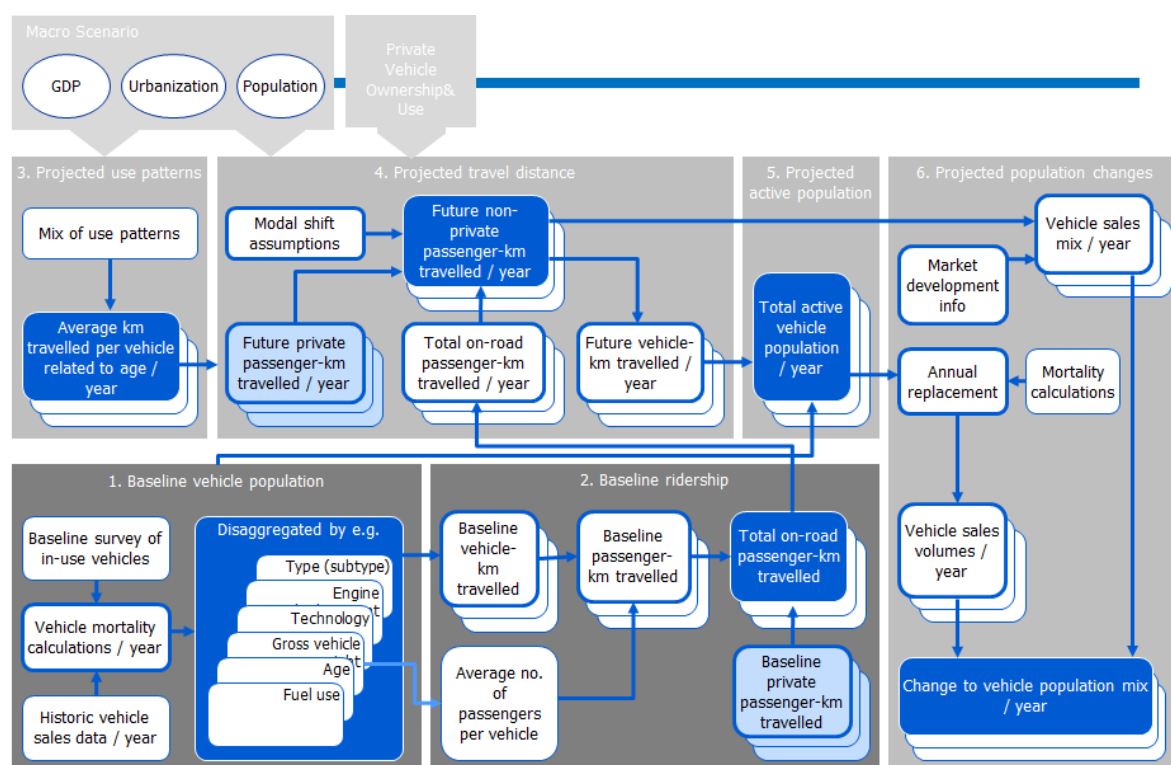 Macro Scenario
GDP
Urbanization
Population
Private
Vehicle
Ownership&
Use
3. Projected use patterns
Mix of use patterns
Average km
travelled per vehicle
related to age /
year
4. Projected travel distance
Modal shift
assumptions
Future non-
private
passenger-km
travelled / year
Future private
passenger-km
travelled / year
Total on-road
passenger-km
travelled / year
Future vehicle-
km travelled /
year
5. Projected
active population
Total active
vehicle
population
/ year
6. Projected population changes
Vehicle sales
mix / year
Market
development
info
Annual
replacement
Mortality
calculations
Vehicle sales
volumes /
year
Change to vehicle population mix
/ year
1. Baseline vehicle population
Baseline survey of
in-use vehicles
Vehicle mortality
calculations / year
Historic vehicle
sales data / year
Disaggregated by e.g.
Type (subtype)
Engine
Technology
Gross vehicle
Age
Fuel use
2. Baseline ridership
Baseline
vehicle-
km
travelled
Baseline
passenger-
km travelled
Total on-road
passenger-km
travelled
Average no. of
passengers
per vehicle
Baseline
private
passenger-km
travelled